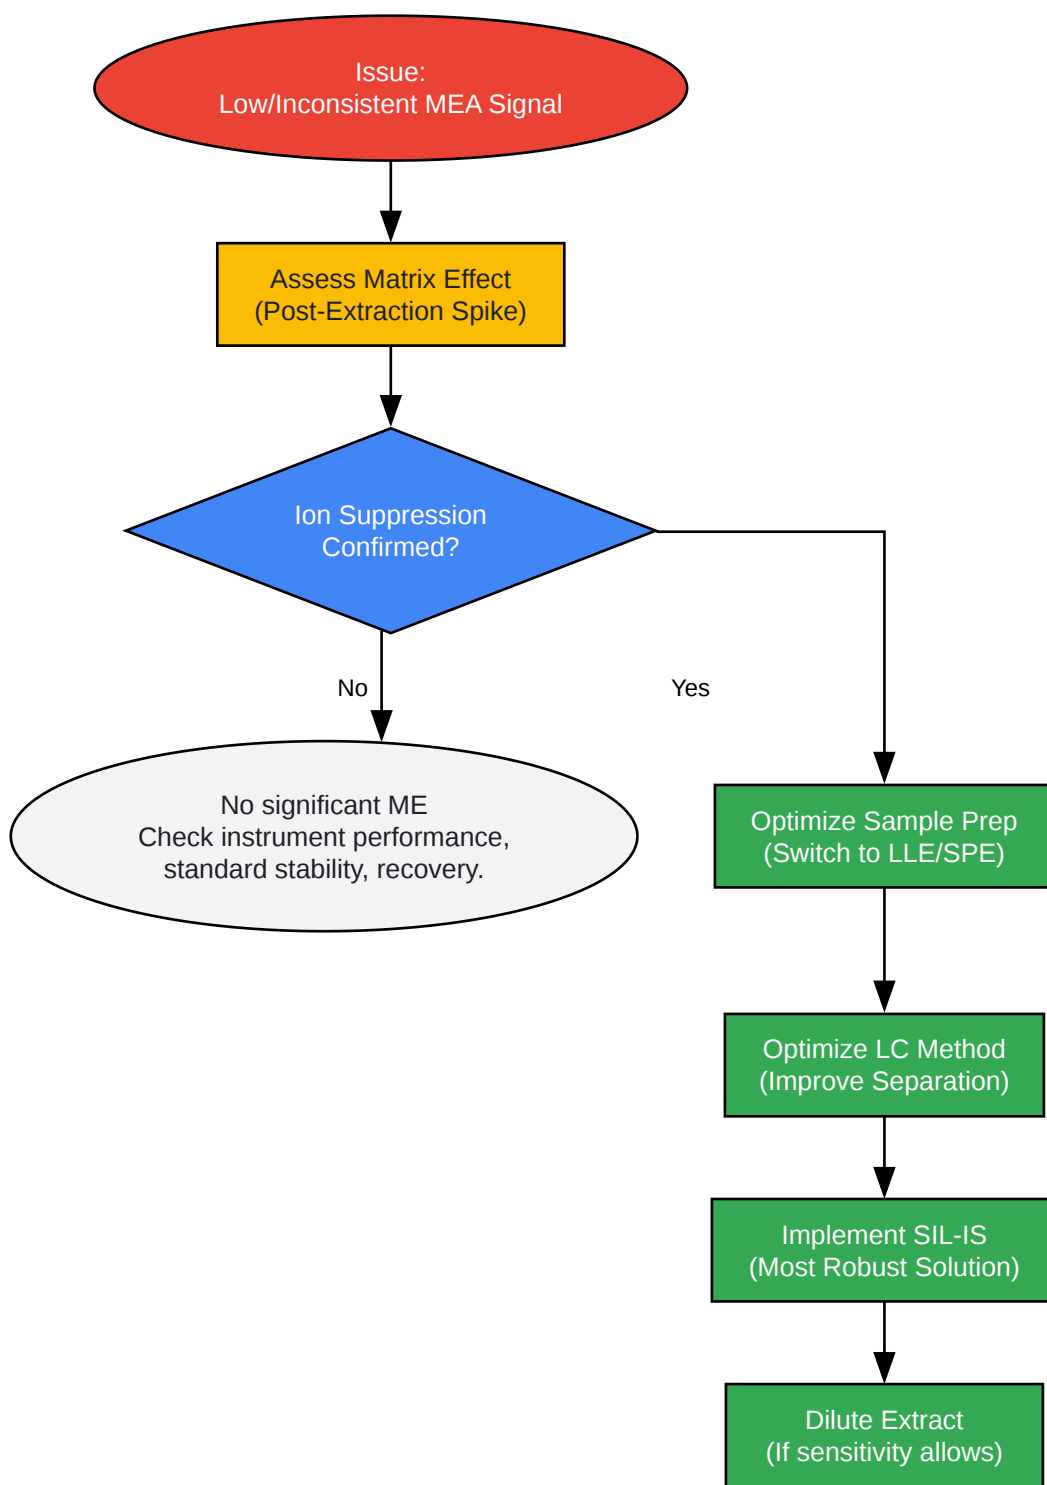 Issue:
Low/Inconsistent MEA Signal
Assess Matrix Effect
(Post-Extraction Spike)
Ion Suppression
Confirmed?
No
Yes
No significant ME
Check instrument performance,
standard stability, recovery.
Optimize Sample Prep
(Switch to LLE/SPE)
Optimize LC Method
(Improve Separation)
Implement SIL-IS
(Most Robust Solution)
Dilute Extract
(If sensitivity allows)